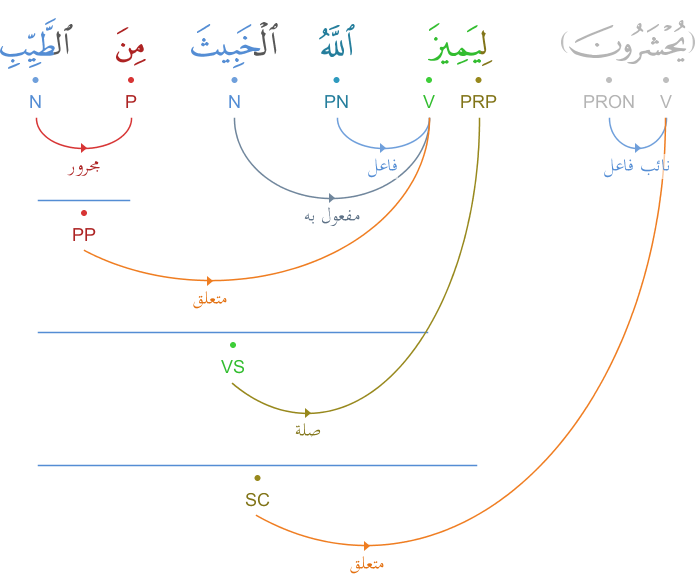 (يُحْشَرُونَ) لِيَمِيزَ ٱللَّهُ ٱلْخَبِيثَ مِنَ ٱلطَّيِّبِ
V PRON PRP V PN N P N
نائب فاعل فاعل مجرور
مفعول به
PP
متعلق
VS
صلة
SC
متعلق